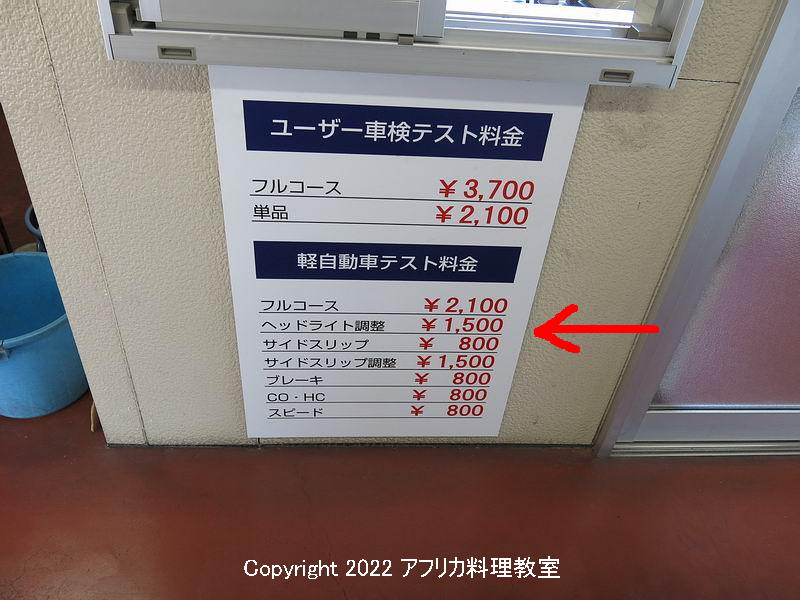 ユーザー車検テスト料金
フルコース ￥3,700
単品 ￥2,100
軽自動車テスト料金
フルコース ￥2,100
ヘッドライト調整 ￥1,500
サイドスリップ ￥ 800
サイドスリップ調整 ￥1,500
ブレーキ ￥ 800
CO・HC ￥ 800
スピード ￥ 800
Copyright 2022 アフリカ料理教室